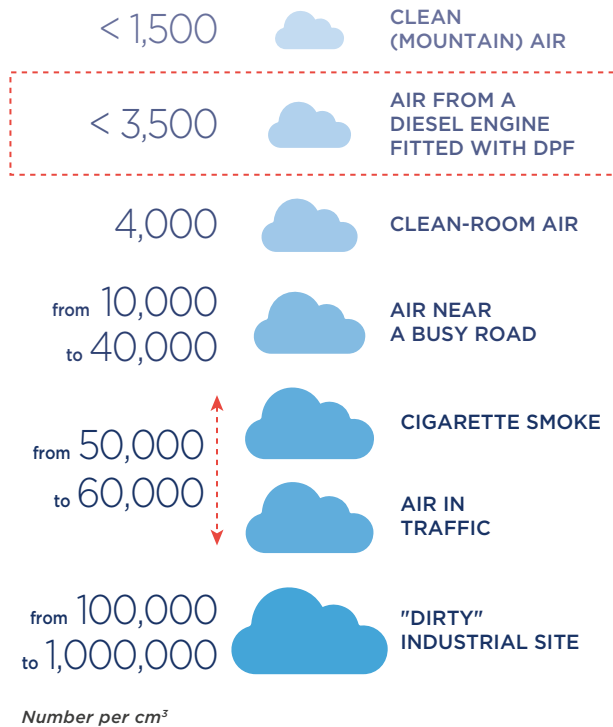 < 1,500
CLEAN
(MOUNTAIN) AIR
< 3,500
AIR FROM A
DIESEL ENGINE
FITTED WITH DPF
4,000
CLEAN-ROOM AIR
from 10,000
to 40,000
AIR NEAR
A BUSY ROAD
from 50,000
to 60,000
CIGARETTE SMOKE
AIR IN
TRAFFIC
from 100,000
to 1,000,000
"DIRTY"
INDUSTRIAL SITE
Number per cm³